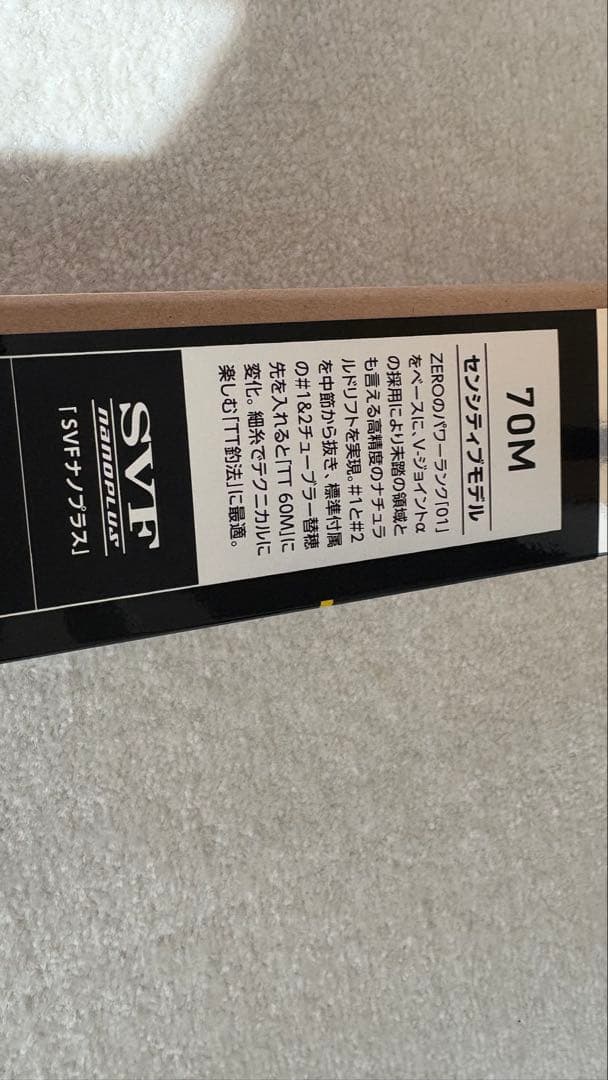 70M
センシティブモデル
ZEROのパワーランク「01」
をベースに、V-ジョイントα
の採用により未踏の領域と
も言える高精度のナチュラ
ルドリフトを実現。#1と#2
を中節から抜き、標準付属
の#1&2チューブラー替穂
先を入れると「TT 60M」に
変化。細糸でテクニカルに
楽しむ「TT釣法」に最適。
SVF
nanoplus
「SVFナノプラス」